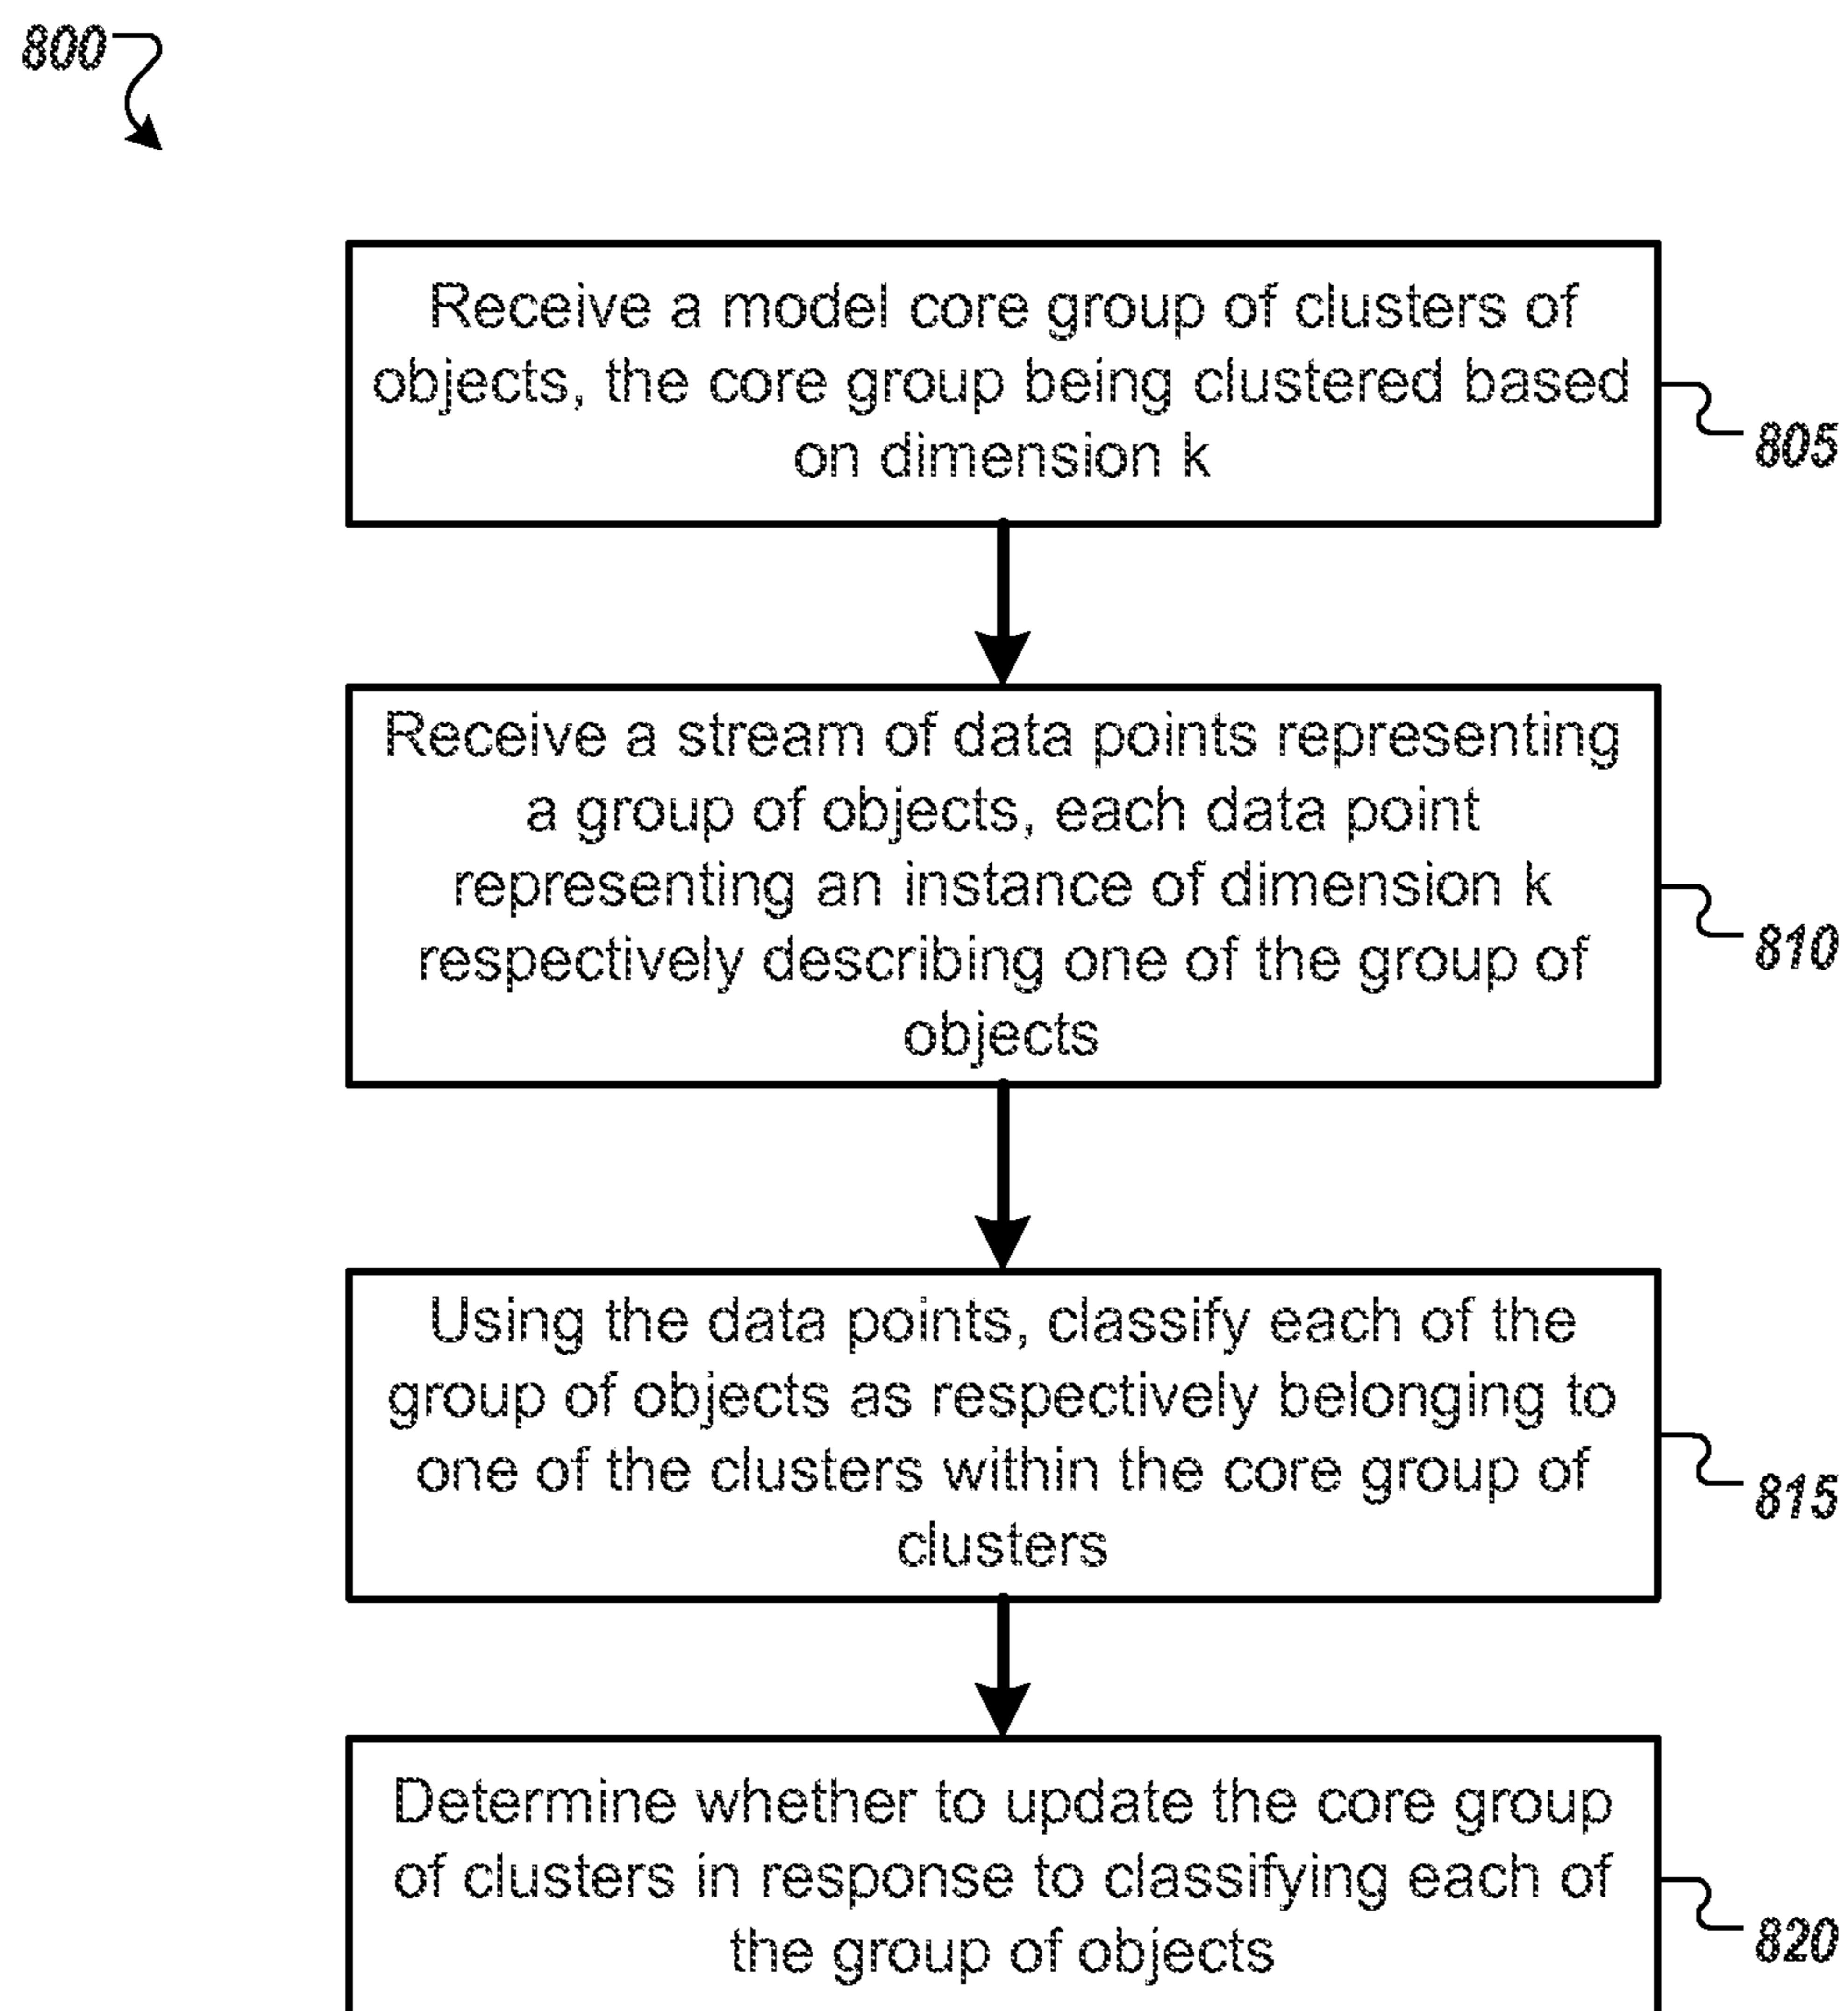 800
Receive a model core group of clusters of
objects, the core group being clustered based
on dimension k
805
Receive a stream of data points representing
a group of objects, each data point
representing an instance of dimension k
respectively describing one of the group of
objects
810
Using the data points, classify each of the
group of objects as respectively belonging to
one of the clusters within the core group of
clusters
815
Determine whether to update the core group
of clusters in response to classifying each of
the group of objects
820